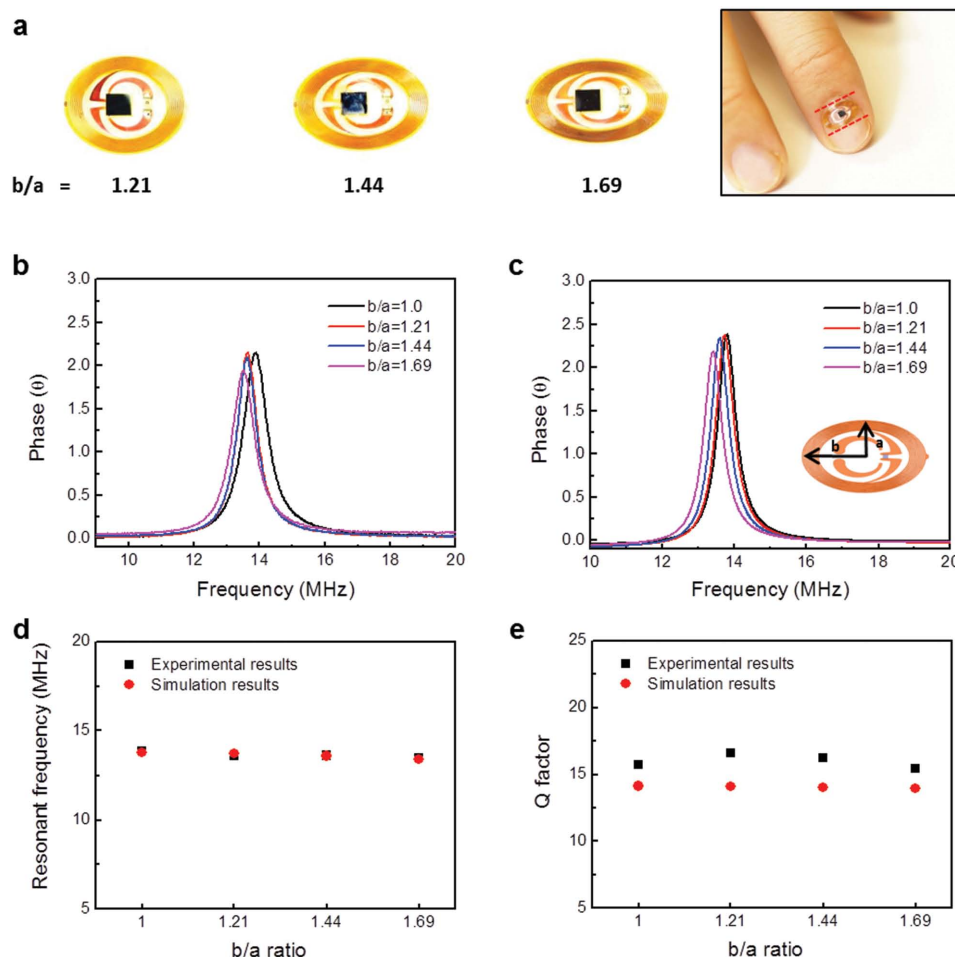 a
b/a = 1.21 1.44 1.69
b
3.0
2.5
2.0
1.5
1.0
0.5
0.0
Phase (θ)
b/a=1.0
b/a=1.21
b/a=1.44
b/a=1.69
10 12 14 16 18 20
Frequency (MHz)
c
3.0
2.5
2.0
1.5
1.0
0.5
0.0
Phase (θ)
b/a=1.0
b/a=1.21
b/a=1.44
b/a=1.69
b a
10 12 14 16 18 20
Frequency (MHz)
d
20
15
10
5
Resonant frequency (MHz)
Experimental results
Simulation results
1 1.21 1.44 1.69
b/a ratio
e
25
20
15
10
5
Q factor
Experimental results
Simulation results
1 1.21 1.44 1.69
b/a ratio